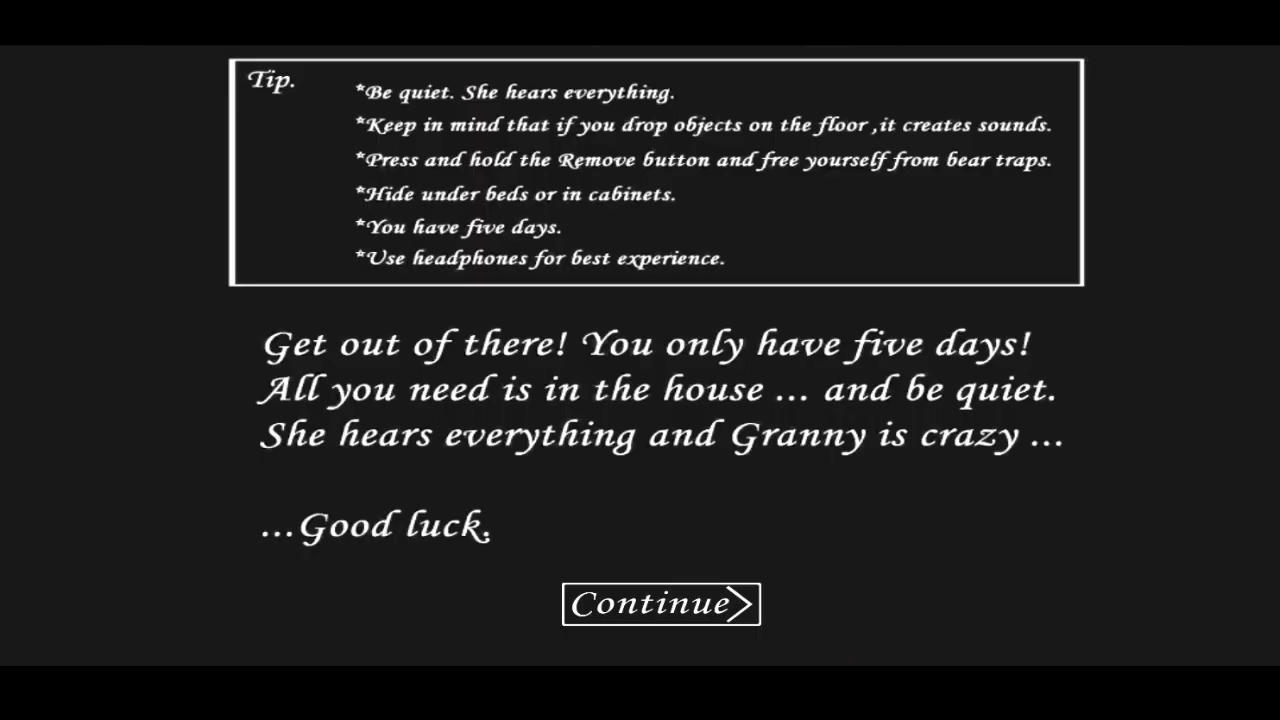 Tip.
*Be quiet. She hears everything.
*Keep in mind that if you drop objects on the floor ,it creates sounds.
*Press and hold the Remove button and free yourself from bear traps.
*Hide under beds or in cabinets.
*You have five days.
*Use headphones for best experience.
Get out of there! You only have five days!
All you need is in the house ... and be quiet.
She hears everything and Granny is crazy ...
...Good luck.
Continue>